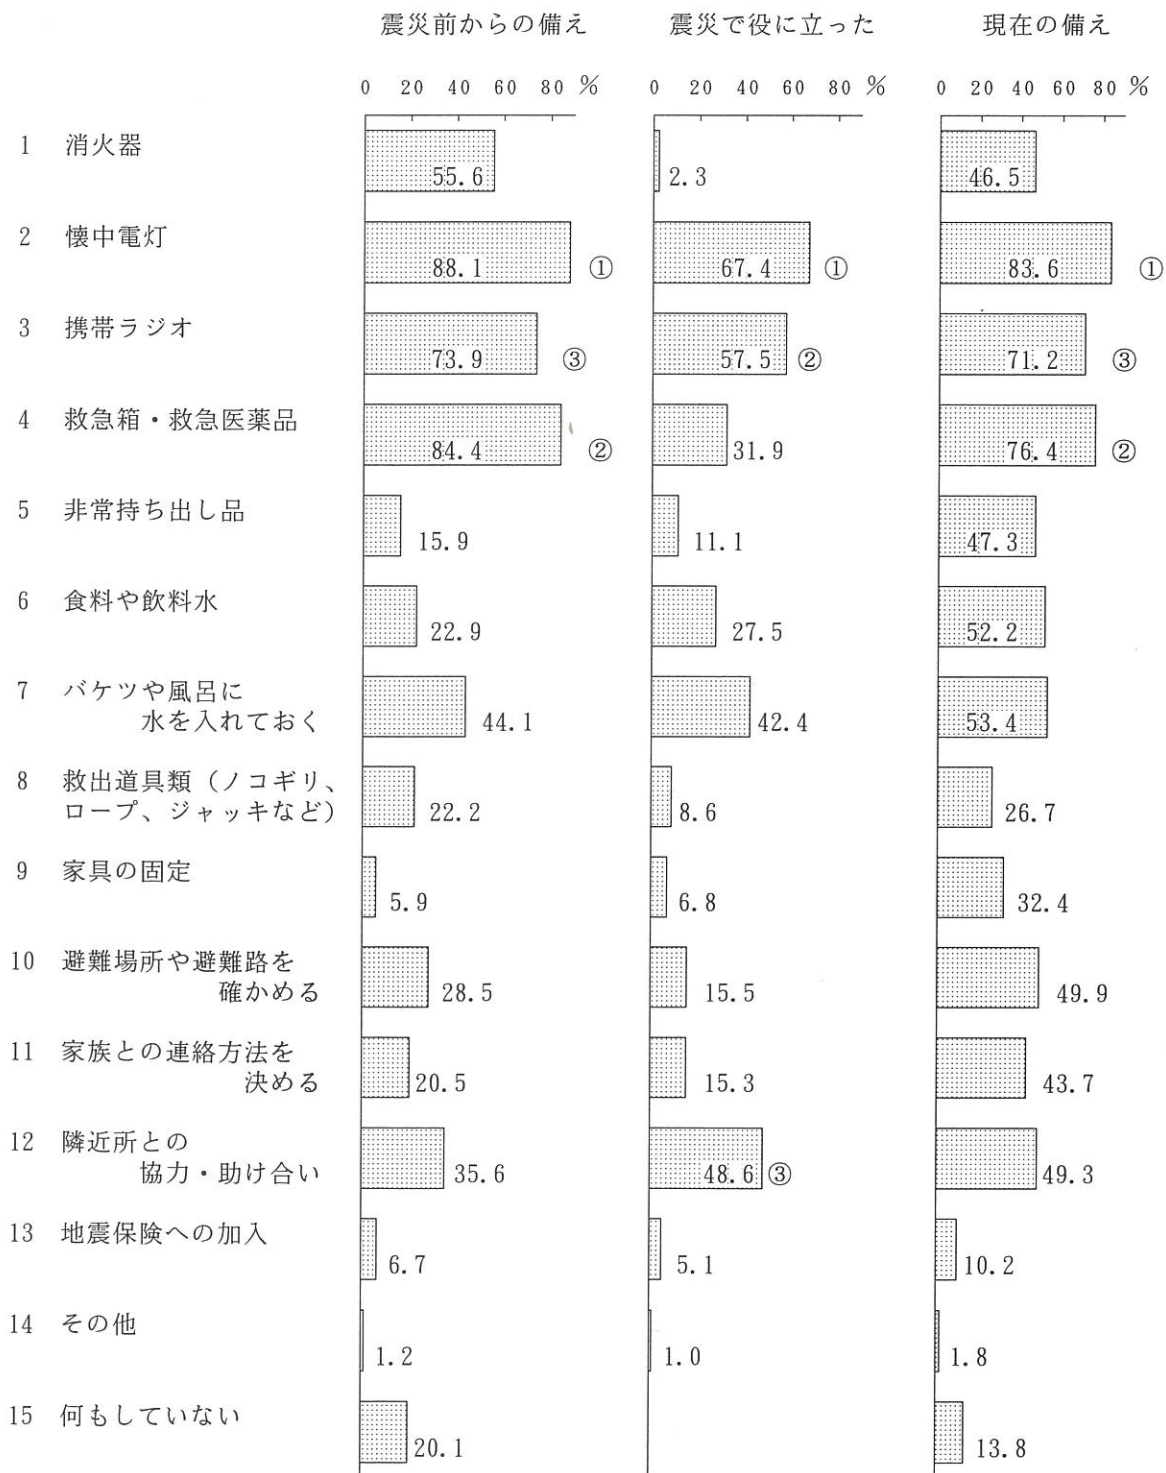 震災前からの備え 震災で役に立った 現在の備え
0 20 40 60 80 % 0 20 40 60 80 % 0 20 40 60 80 %
1 消火器 55.6 2.3 46.5
2 懐中電灯 88.1 ① 67.4 ① 83.6 ①
3 携帯ラジオ 73.9 ③ 57.5 ② 71.2 ③
4 救急箱・救急医薬品 84.4 ② 31.9 76.4 ②
5 非常持ち出し品 15.9 11.1 47.3
6 食料や飲料水 22.9 27.5 52.2
7 バケツや風呂に
水を入れておく 44.1 42.4 53.4
8 救出道具類（ノコギリ、
ロープ、ジャッキなど） 22.2 8.6 26.7
9 家具の固定 5.9 6.8 32.4
10 避難場所や避難路を
確かめる 28.5 15.5 49.9
11 家族との連絡方法を
決める 20.5 15.3 43.7
12 隣近所との
協力・助け合い 35.6 48.6 ③ 49.3
13 地震保険への加入 6.7 5.1 10.2
14 その他 1.2 1.0 1.8
15 何もしていない 20.1 13.8